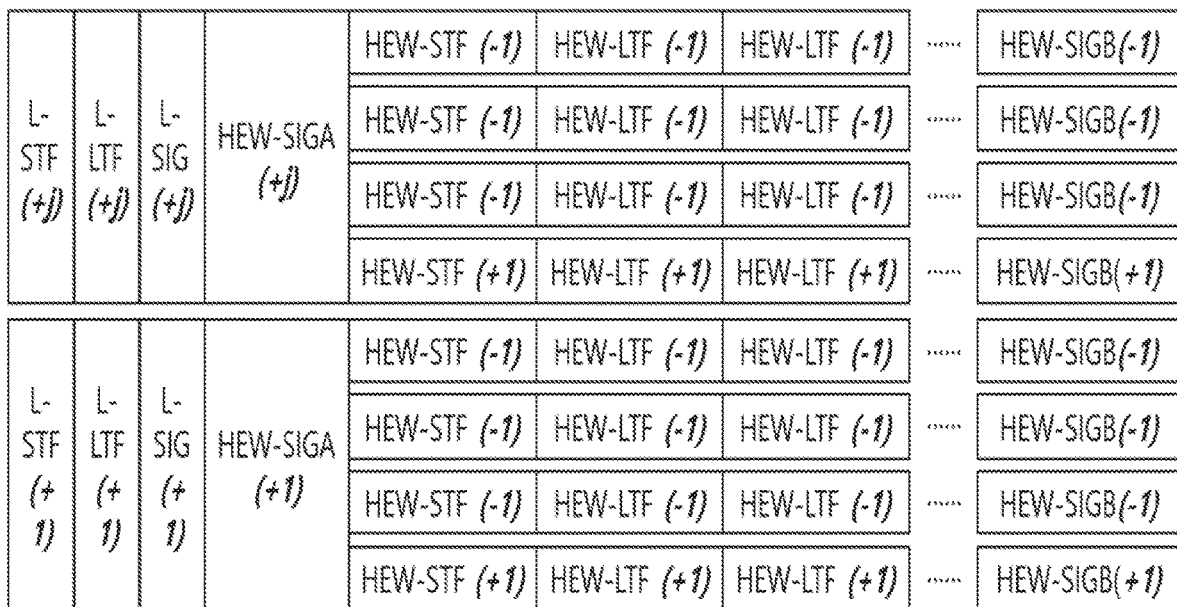 L-
STF
(+j)
L-
LTF
(+j)
L-
SIG
(+j)
HEW-SIGA
(+j)
HEW-STF (-1) HEW-LTF (-1) HEW-LTF (-1) ...... HEW-SIGB(-1)
HEW-STF (-1) HEW-LTF (-1) HEW-LTF (-1) ...... HEW-SIGB(-1)
HEW-STF (-1) HEW-LTF (-1) HEW-LTF (-1) ...... HEW-SIGB(-1)
HEW-STF (+1) HEW-LTF (+1) HEW-LTF (+1) ...... HEW-SIGB(+1)
L-
STF
(+
1)
L-
LTF
(+
1)
L-
SIG
(+
1)
HEW-SIGA
(+1)
HEW-STF (-1) HEW-LTF (-1) HEW-LTF (-1) ...... HEW-SIGB(-1)
HEW-STF (-1) HEW-LTF (-1) HEW-LTF (-1) ...... HEW-SIGB(-1)
HEW-STF (-1) HEW-LTF (-1) HEW-LTF (-1) ...... HEW-SIGB(-1)
HEW-STF (+1) HEW-LTF (+1) HEW-LTF (+1) ...... HEW-SIGB(+1)